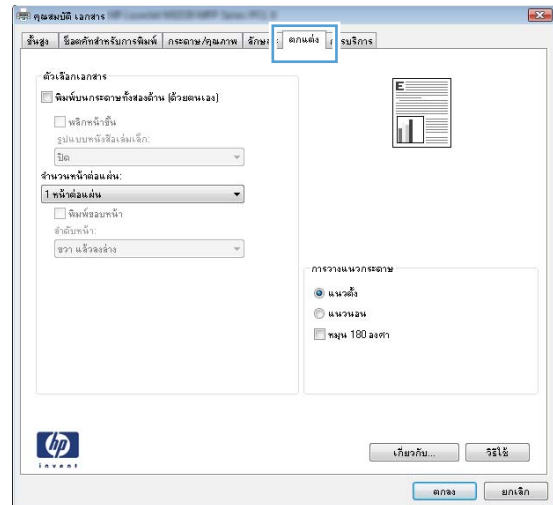 คุณสมบัติ เอกสาร
ขั้นสูง
ช็อตคัทสำหรับการพิมพ์
กระดาษ/คุณภาพ
ตกแต่ง
ตัวเลือกเอกสาร
พิมพ์บนกระดาษทั้งสองด้าน (ด้วยตนเอง)
พลิกหน้าขึ้น
รูปแบบหนังสือเล่มเล็ก:
ปิด
จำนวนหน้าต่อแผ่น:
1 หน้าต่อแผ่น
พิมพ์ขอบหน้า
ลำดับหน้า:
ขวา แล้วลงล่าง
E
การวางแนวกระดาษ
แนวตั้ง
แนวนอน
หมุน 180 องศา
hp
invent
เกี่ยวกับ...
วิธีใช้
ตกลง
ยกเลิก